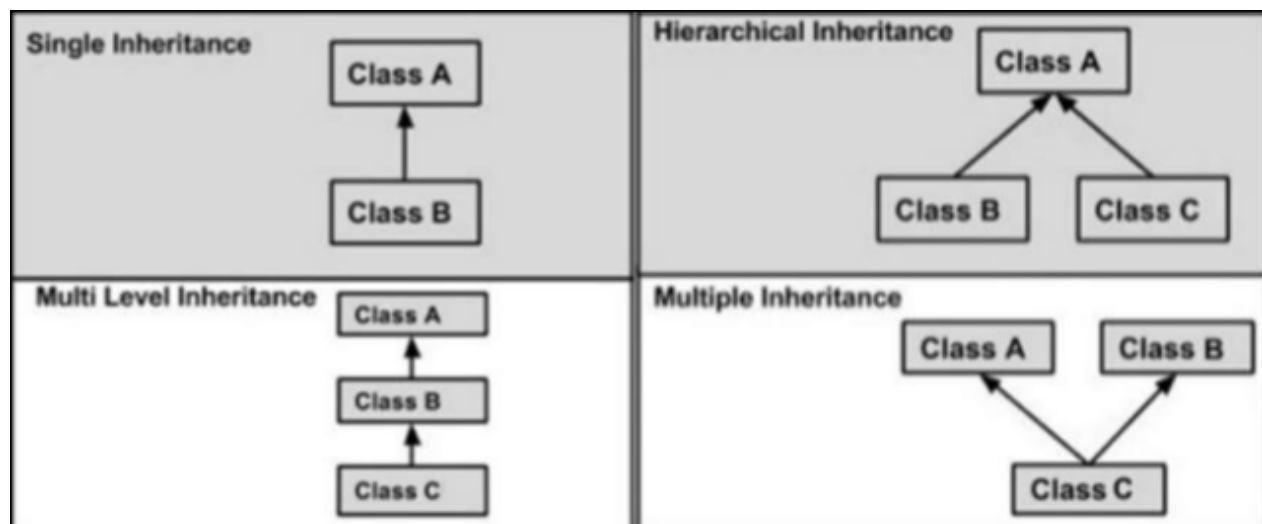 Single Inheritance
Class A
Class B
Hierarchical Inheritance
Class A
Class B Class C
Multi Level Inheritance
Class A
Class B
Class C
Multiple Inheritance
Class A Class B
Class C